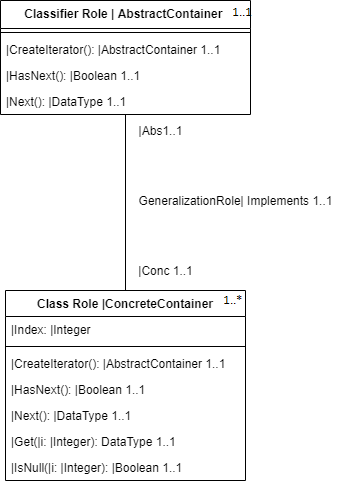 Classifier Role | AbstractContainer 1..1
|CreateIterator(): |AbstractContainer 1..1
|HasNext(): |Boolean 1..1
|Next(): |DataType 1..1
|Abs1..1
GeneralizationRole| Implements 1..1
|Conc 1..1
Class Role |ConcreteContainer 1..*
|Index: |Integer
|CreateIterator(): |AbstractContainer 1..1
|HasNext(): |Boolean 1..1
|Next(): |DataType 1..1
|Get(|i: |Integer): DataType 1..1
|IsNull(|i: |Integer): |Boolean 1..1